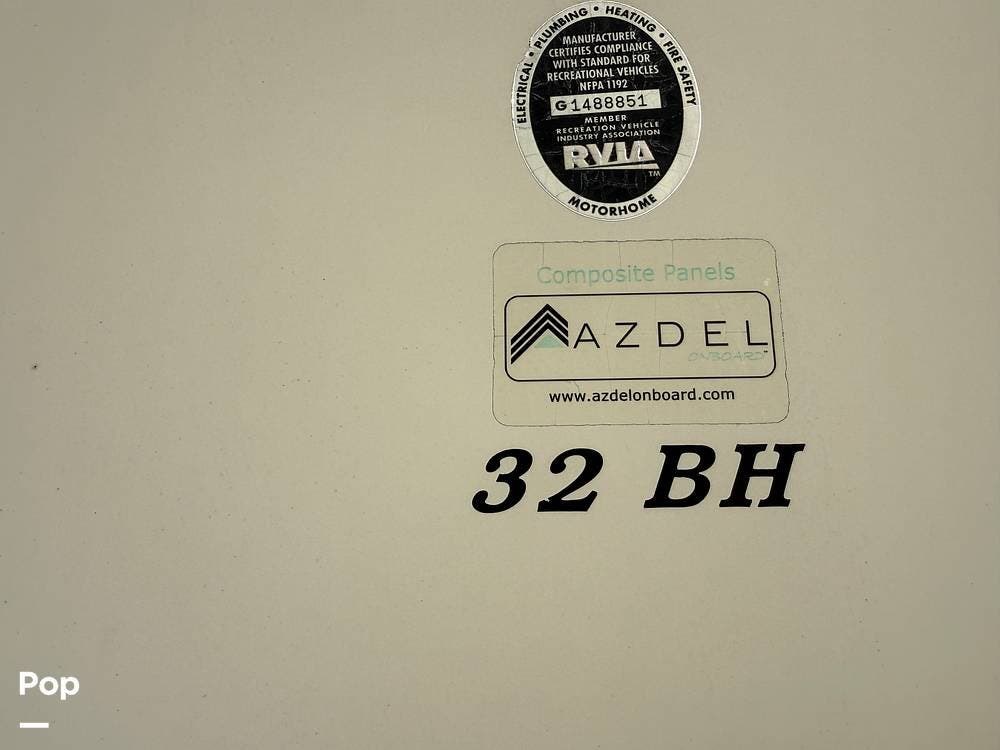 ELECTRICAL • PLUMBING • HEATING • FIRE SAFETY
MANUFACTURER
CERTIFIES COMPLIANCE
WITH STANDARD FOR
RECREATIONAL VEHICLES
NFPA 1192
G1488851
MEMBER
RECREATION VEHICLE
INDUSTRY ASSOCIATION
RVIA
TM
MOTORHOME
Composite Panels
AZDEL
ONBOARD™
www.azdelonboard.com
32 BH
Pop